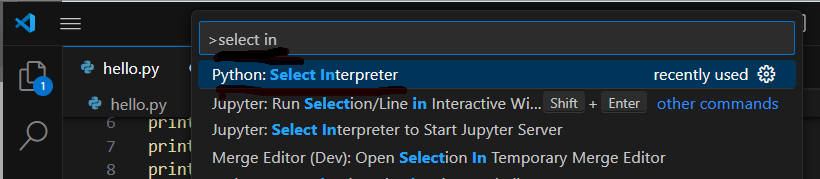 >select in
Python: Select Interpreter recently used
Jupyter: Run Selection/Line in Interactive Wi... Shift + Enter other commands
Jupyter: Select Interpreter to Start Jupyter Server
Merge Editor (Dev): Open Selection In Temporary Merge Editor
1
hello.py
hello.py
6 print
7 print
8 print